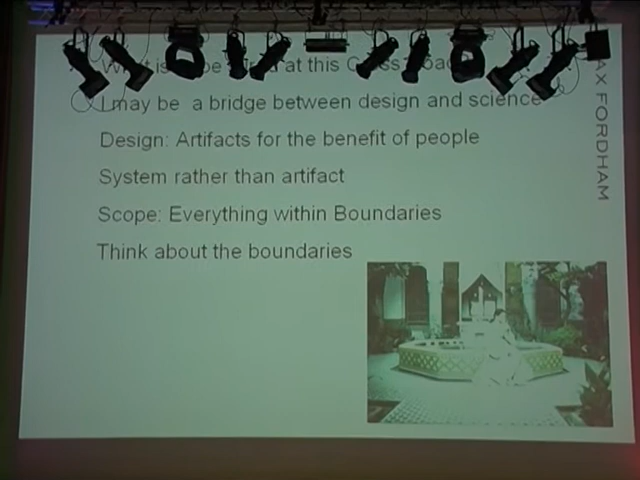 is be at this
I may be a bridge between design and science
Design: Artifacts for the benefit of people
System rather than artifact
Scope: Everything within Boundaries
Think about the boundaries
AX FORDHAM